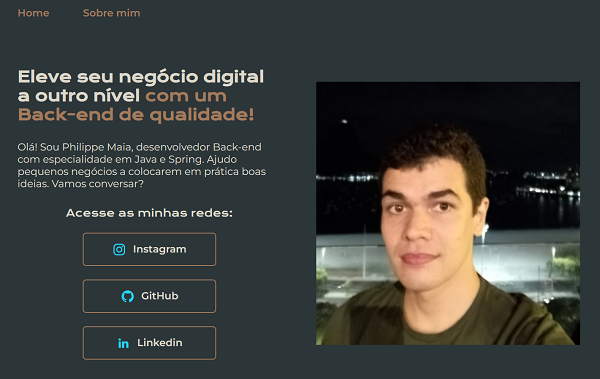 Home
Sobre mim
Eleve seu negócio digital
a outro nível com um
Back-end de qualidade!
Olá! Sou Philippe Maia, desenvolvedor Back-end
com especialidade em Java e Spring. Ajudo
pequenos negócios a colocarem em prática boas
ideias. Vamos conversar?
Acesse as minhas redes:
Instagram
GitHub
Linkedin